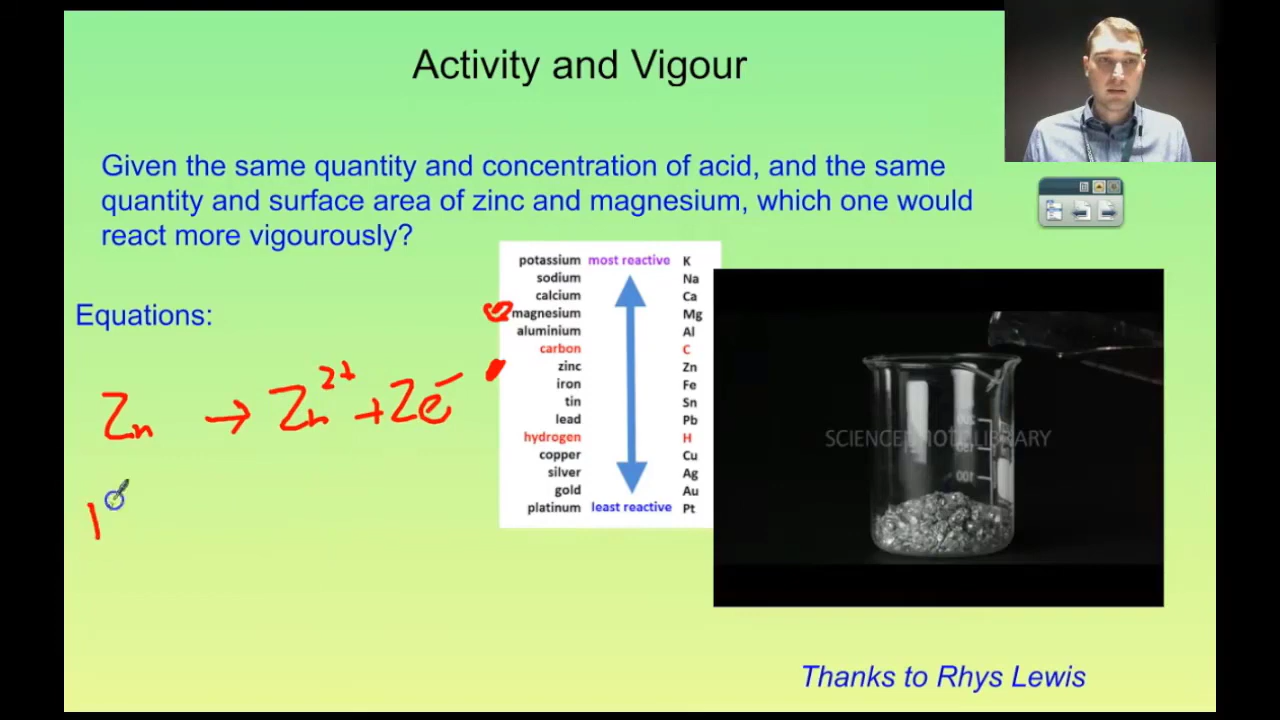 Activity and Vigour
Given the same quantity and concentration of acid, and the same
quantity and surface area of zinc and magnesium, which one would
react more vigourously?
Equations:
Zn → Zn²⁺ + 2e⁻
potassium most reactive K
sodium Na
calcium Ca
magnesium Mg
aluminium Al
carbon C
zinc Zn
iron Fe
tin Sn
lead Pb
hydrogen H
copper Cu
silver Ag
gold Au
platinum least reactive Pt
SCIENCEPHOTOLIBRARY
100
Thanks to Rhys Lewis